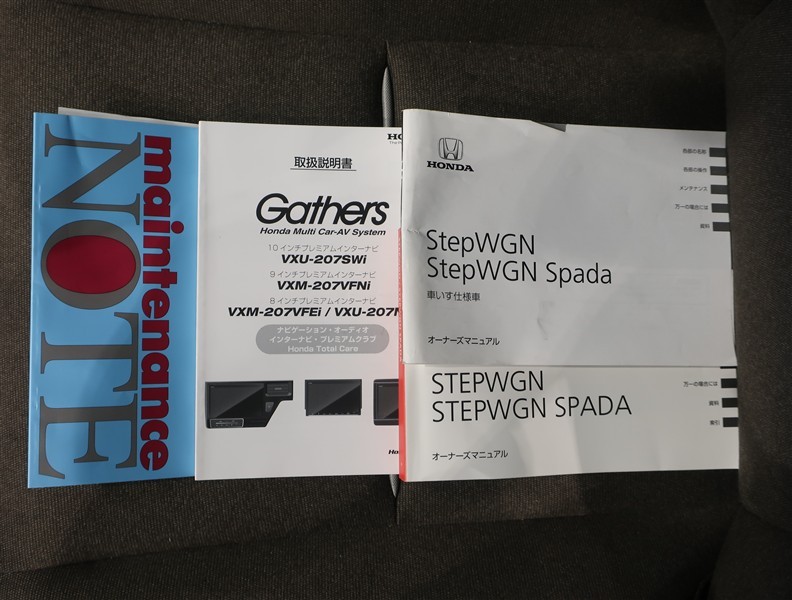 maintenance
NOTE
取扱説明書
Gathers
Honda Multi Car-AV System
10インチプレミアムインターナビ
VXU-207SWi
9インチプレミアムインターナビ
VXM-207VFNi
8インチプレミアムインターナビ
VXM-207VFEi / VXU-207
ナビゲーション・オーディオ
インターナビ・プレミアムクラブ
Honda Total Care
HONDA
各部の名称
各部の操作
メンテナンス
万一の場合には
資料
StepWGN
StepWGN Spada
車いす仕様車
オーナーズマニュアル
STEPWGN
STEPWGN SPADA
オーナーズマニュアル
万一の場合には
資料
索引